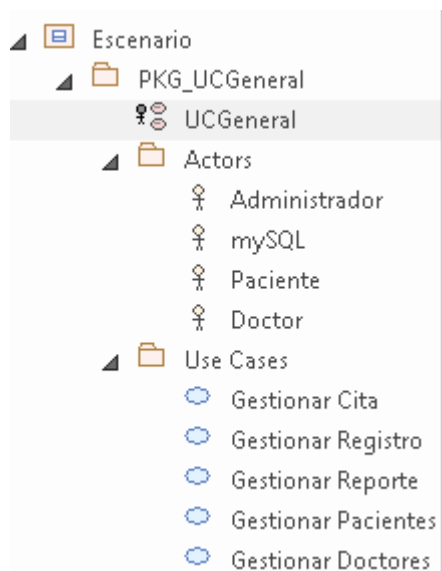 Escenario
PKG_UCGeneral
UCGeneral
Actors
Administrador
mySQL
Paciente
Doctor
Use Cases
Gestionar Cita
Gestionar Registro
Gestionar Reporte
Gestionar Pacientes
Gestionar Doctores